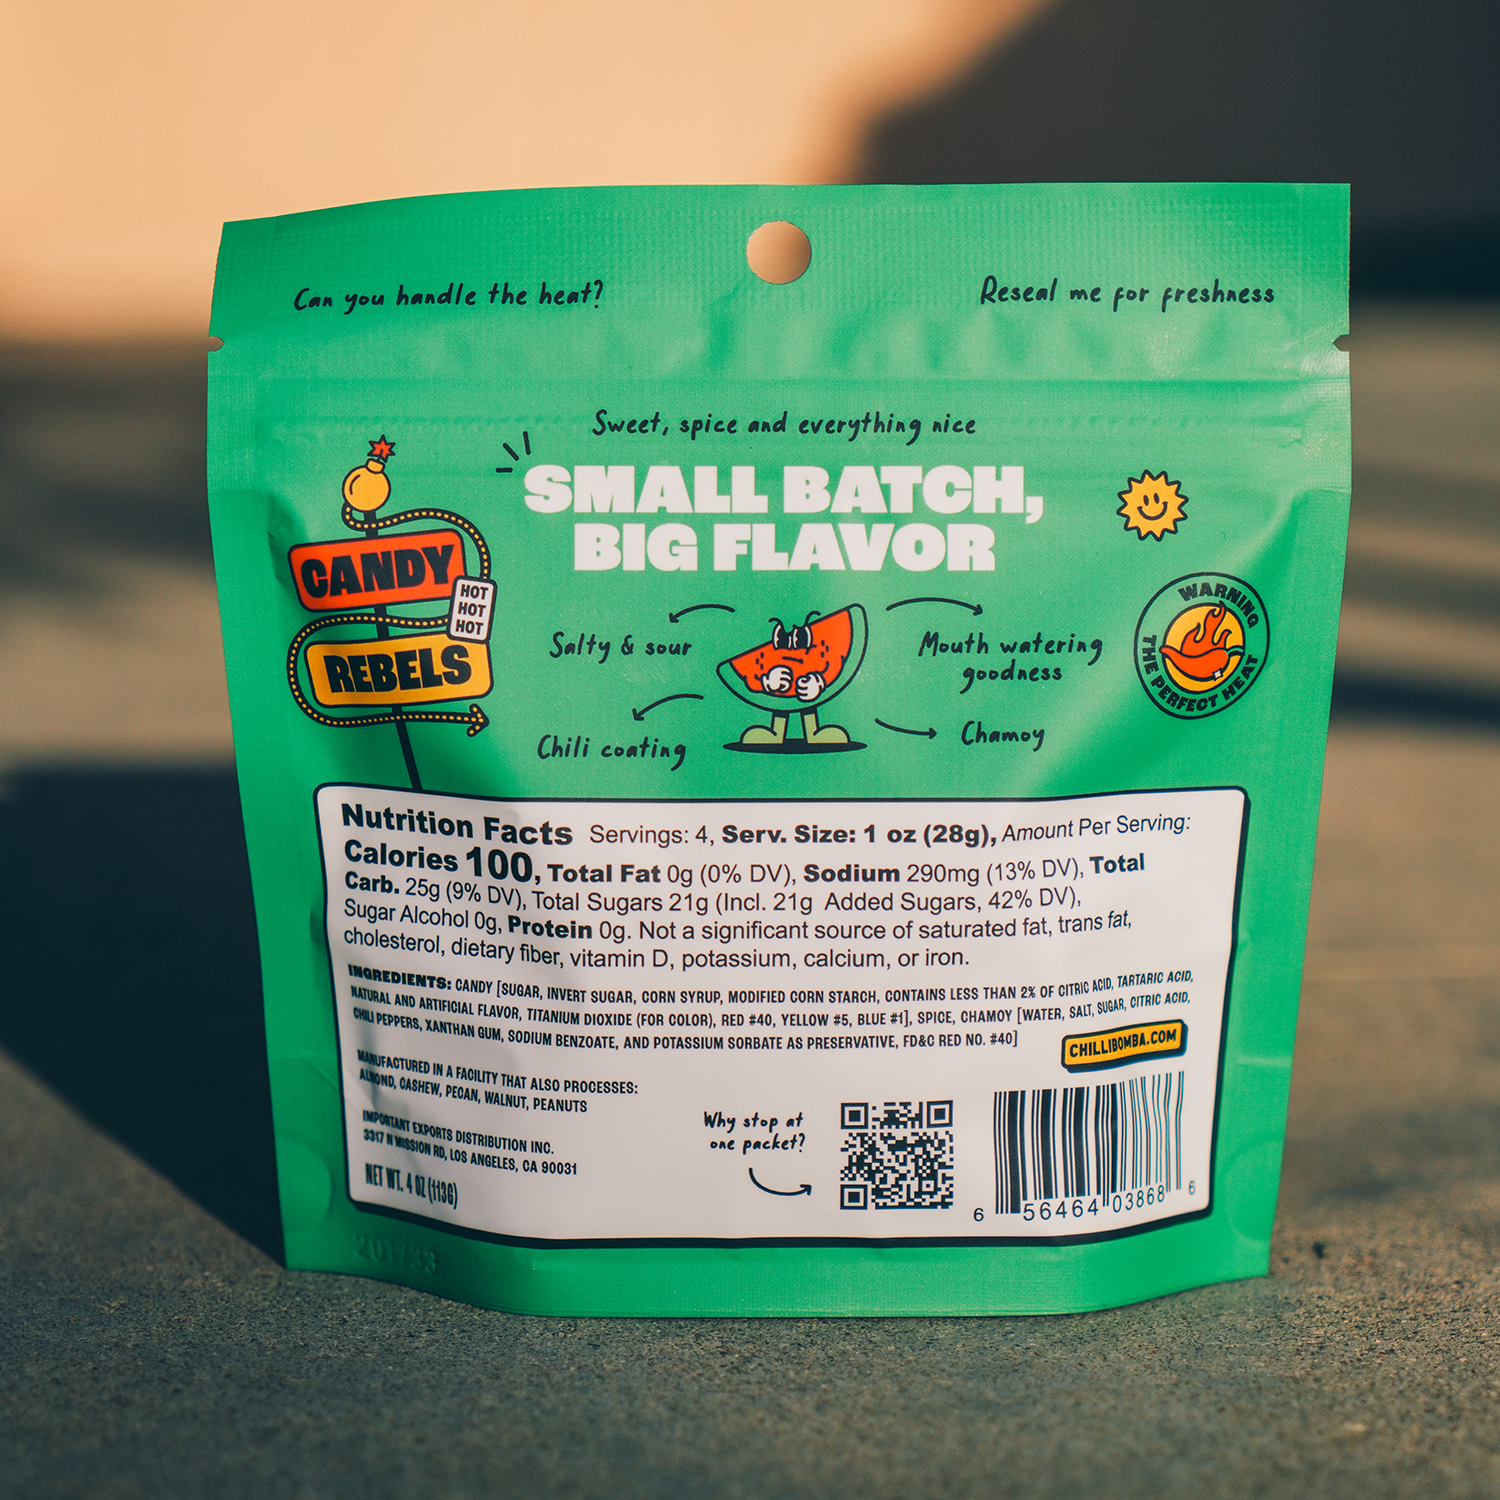 Can you handle the heat?
Reseal me for freshness
Sweet, spice and everything nice
SMALL BATCH,
BIG FLAVOR
CANDY
HOT
HOT
HOT
REBELS
Salty & sour
Mouth watering
goodness
Chili coating
Chamoy
WARNING
THE PERFECT HEAT
Nutrition Facts Servings: 4, Serv. Size: 1 oz (28g), Amount Per Serving:
Calories 100, Total Fat 0g (0% DV), Sodium 290mg (13% DV), Total
Carb. 25g (9% DV), Total Sugars 21g (Incl. 21g Added Sugars, 42% DV),
Sugar Alcohol 0g, Protein 0g. Not a significant source of saturated fat, trans fat,
cholesterol, dietary fiber, vitamin D, potassium, calcium, or iron.
INGREDIENTS: CANDY [SUGAR, INVERT SUGAR, CORN SYRUP, MODIFIED CORN STARCH, CONTAINS LESS THAN 2% OF CITRIC ACID, TARTARIC ACID,
NATURAL AND ARTIFICIAL FLAVOR, TITANIUM DIOXIDE (FOR COLOR), RED #40, YELLOW #5, BLUE #1], SPICE, CHAMOY [WATER, SALT, SUGAR, CITRIC ACID,
CHILI PEPPERS, XANTHAN GUM, SODIUM BENZOATE, AND POTASSIUM SORBATE AS PRESERVATIVE, FD&C RED NO. #40]
CHILLIBOMBA.COM
MANUFACTURED IN A FACILITY THAT ALSO PROCESSES:
ALMOND, CASHEW, PECAN, WALNUT, PEANUTS
IMPORTANT EXPORTS DISTRIBUTION INC.
3317 N MISSION RD, LOS ANGELES, CA 90031
NET WT. 4 OZ (113G)
Why stop at
one packet?
6 56464 03868 6
201733